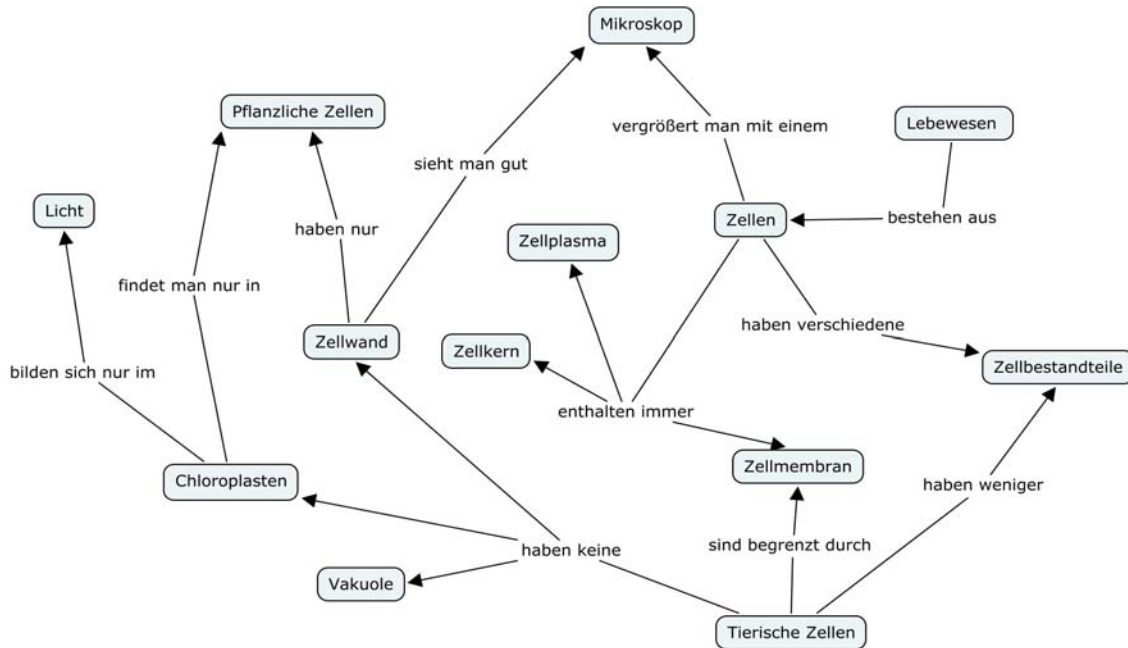 Mikroskop
Pflanzliche Zellen
Lebewesen
vergrößert man mit einem
sieht man gut
Licht
Zellen
bestehen aus
haben nur
Zellplasma
findet man nur in
haben verschiedene
Zellwand
Zellkern
Zellbestandteile
bilden sich nur im
enthalten immer
Zellmembran
Chloroplasten
haben weniger
sind begrenzt durch
haben keine
Vakuole
Tierische Zellen